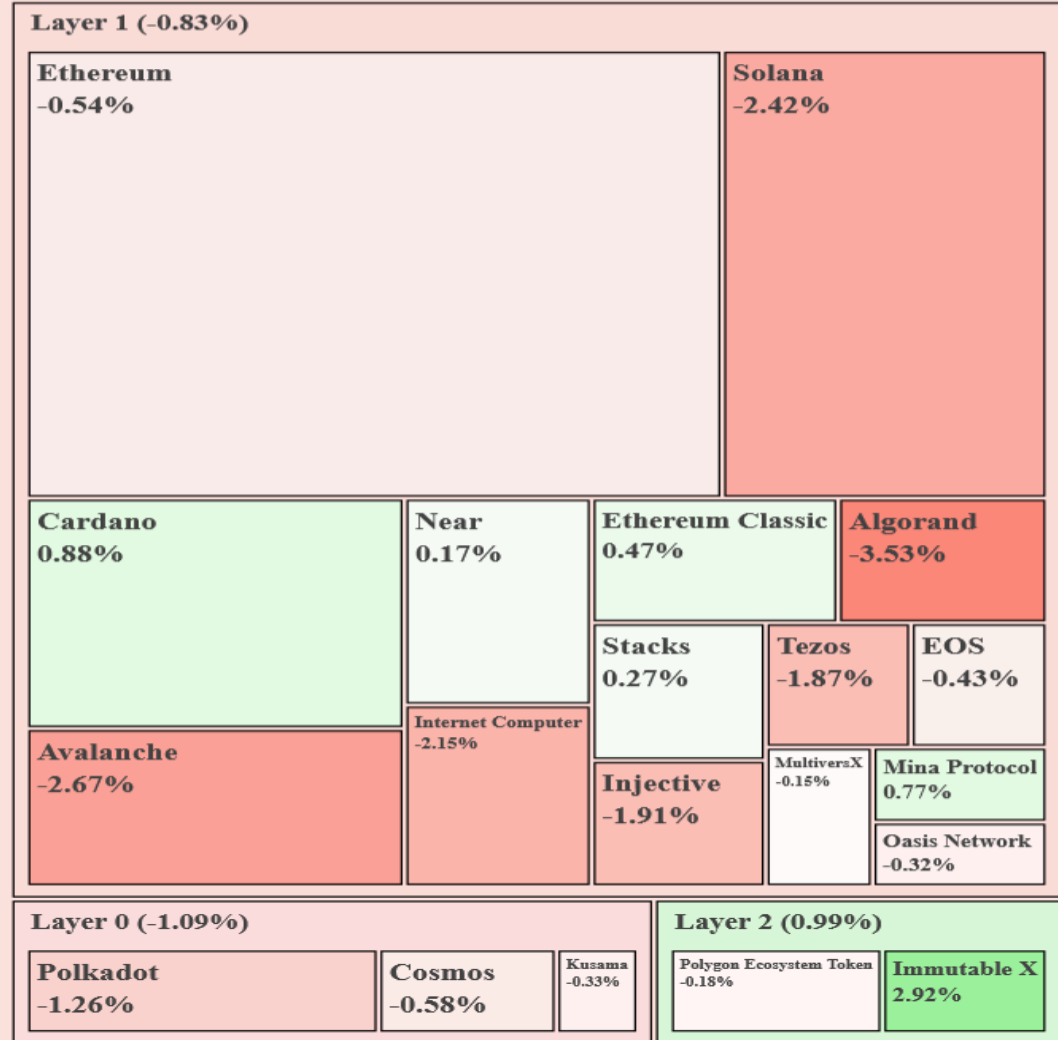 Layer 1 (-0.83%)
Ethereum
-0.54%
Solana
-2.42%
Cardano
0.88%
Near
0.17%
Ethereum Classic
0.47%
Algorand
-3.53%
Stacks
0.27%
Tezos
-1.87%
EOS
-0.43%
Internet Computer
-2.15%
Avalanche
-2.67%
Injective
-1.91%
MultiversX
-0.15%
Mina Protocol
0.77%
Oasis Network
-0.32%
Layer 0 (-1.09%)
Polkadot
-1.26%
Cosmos
-0.58%
Kusama
-0.33%
Layer 2 (0.99%)
Polygon Ecosystem Token
-0.18%
Immutable X
2.92%